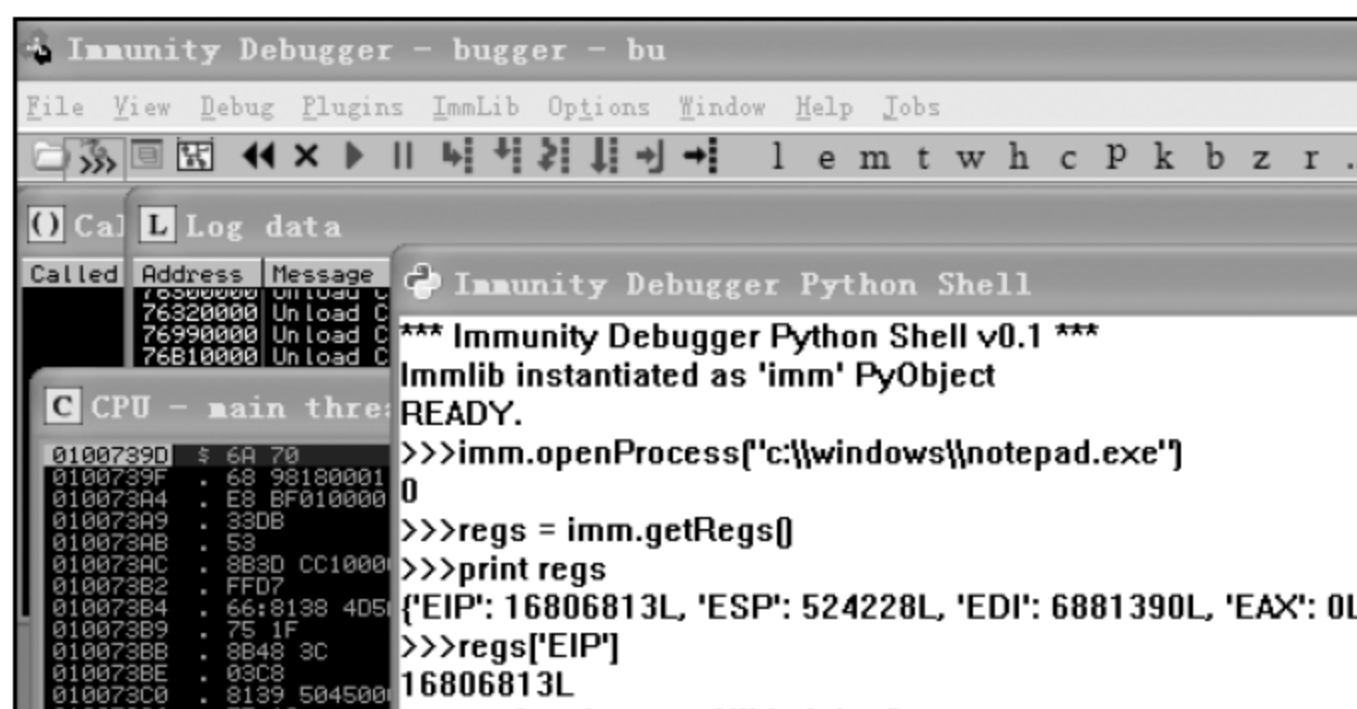 Immunity Debugger - bugger - bu
File View Debug Plugins ImmLib Options Window Help Jobs
l e m t w h c P k b z r .
() Cal
L Log data
Called
Address Message
76300000 Unload C
76320000 Unload C
76990000 Unload C
76B10000 Unload C
Immunity Debugger Python Shell
*** Immunity Debugger Python Shell v0.1 ***
Immlib instantiated as 'imm' PyObject
READY.
>>>imm.openProcess("c:\\windows\\notepad.exe")
0
>>>regs = imm.getRegs()
>>>print regs
{'EIP': 16806813L, 'ESP': 524228L, 'EDI': 6881390L, 'EAX': 0L
>>>regs['EIP']
16806813L
C CPU - main threa
0100739D $ 6A 70
0100739F . 68 98180001
010073A4 . E8 BF010000
010073A9 . 33DB
010073AB . 53
010073AC . 8B3D CC1000
010073B2 . FFD7
010073B4 . 66:8138 4D5
010073B9 . 75 1F
010073BB . 8B48 3C
010073BE . 03C8
010073C0 . 8139 504500